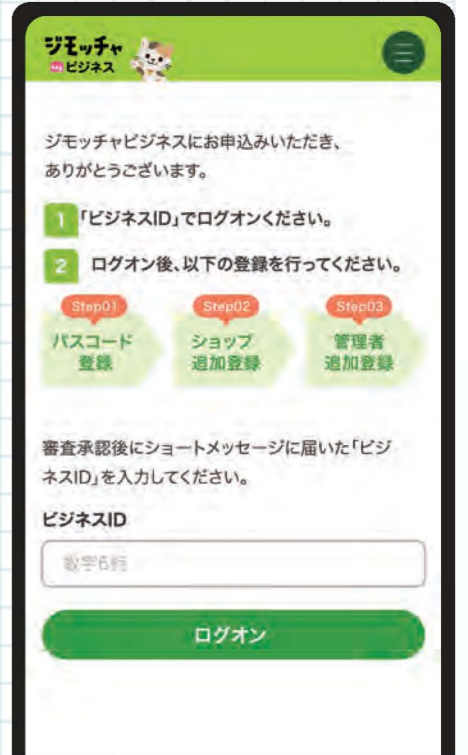 ジモッチャ
ビジネス
ジモッチャビジネスにお申込みいただき、
ありがとうございます。
1 「ビジネスID」でログオンください。
2 ログオン後、以下の登録を行ってください。
Step01 Step02 Step03
パスコード ショップ 管理者
登録 追加登録 追加登録
審査承認後にショートメッセージに届いた「ビジ
ネスID」を入力してください。
ビジネスID
数字6桁
ログオン